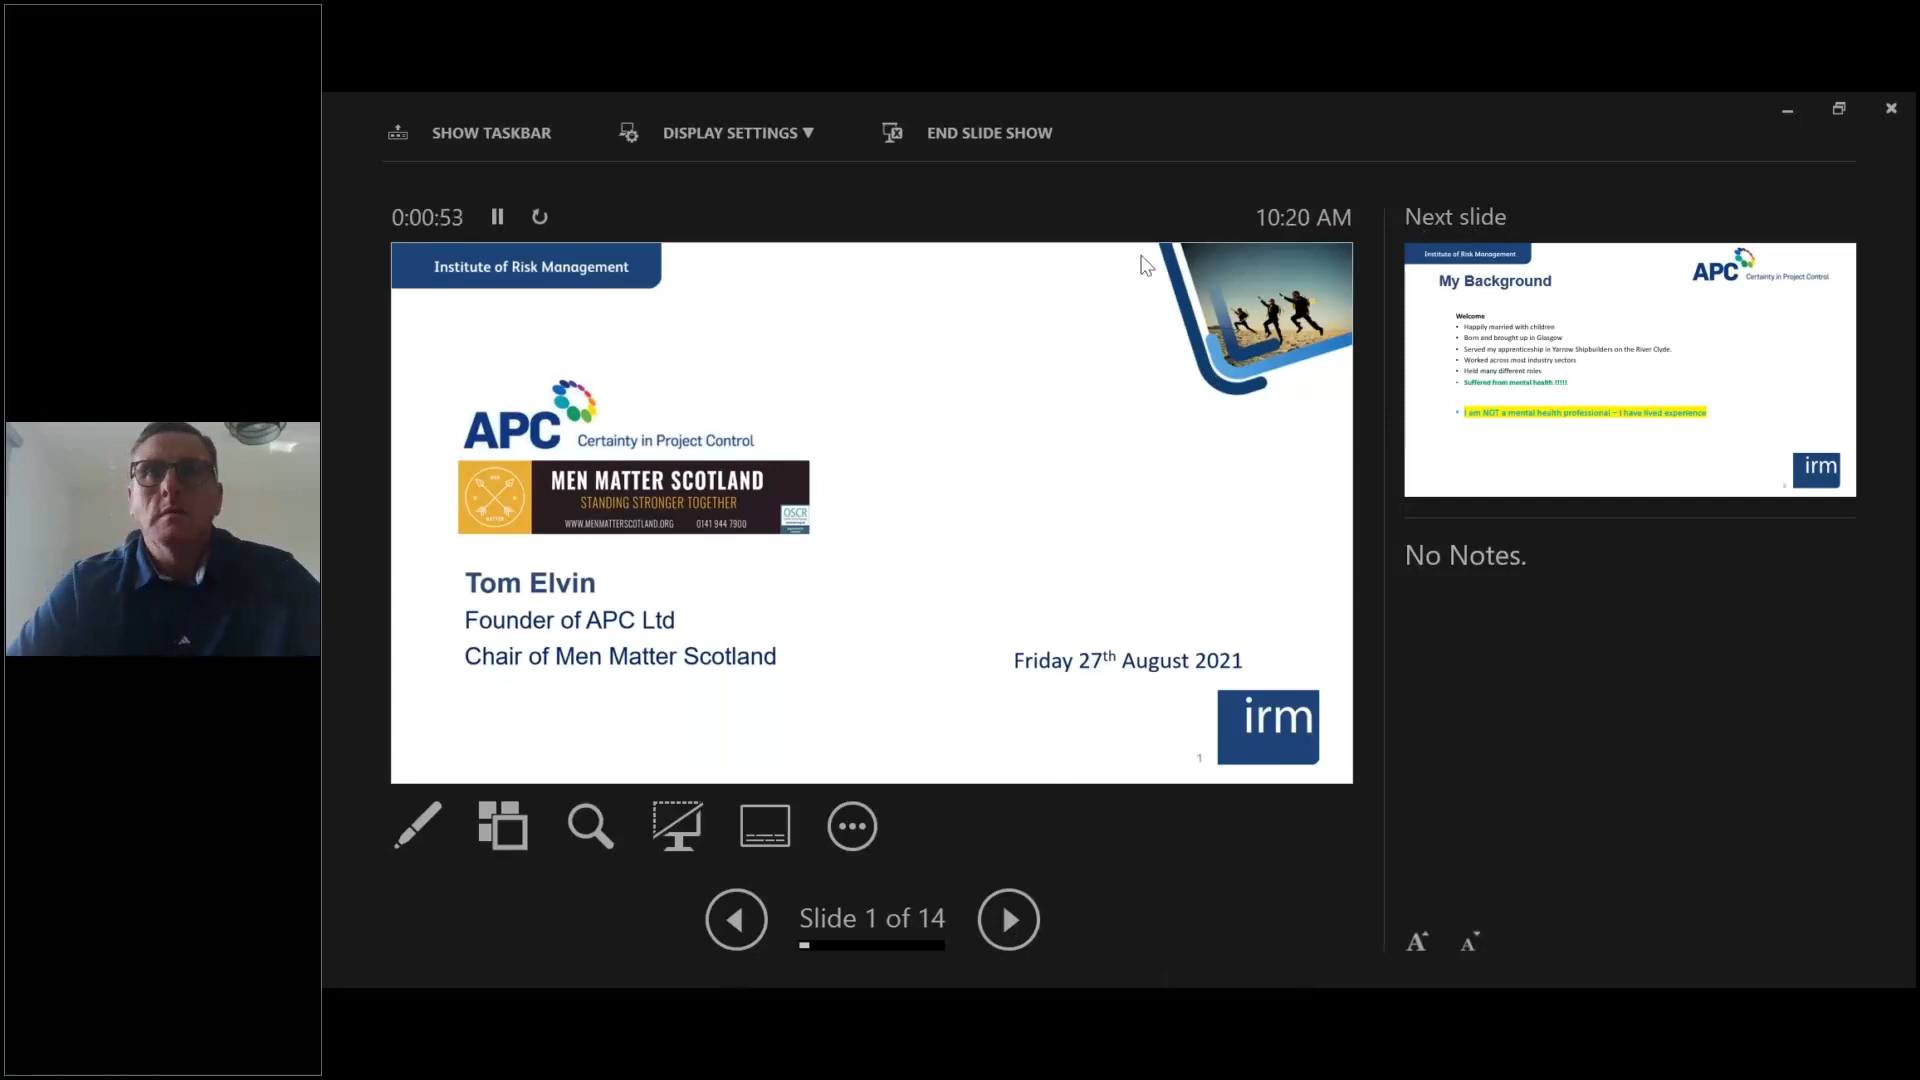 SHOW TASKBAR
DISPLAY SETTINGS ▼
END SLIDE SHOW
0:00:53
10:20 AM
Institute of Risk Management
APC Certainty in Project Control
MEN MATTER SCOTLAND
STANDING STRONGER TOGETHER
WWW.MENMATTERSCOTLAND.ORG 0141 944 7900
MATTER
OSCR
Tom Elvin
Founder of APC Ltd
Chair of Men Matter Scotland
Friday 27th August 2021
irm
1
Slide 1 of 14
Next slide
Institute of Risk Management
My Background
APC Certainty in Project Control
Welcome
• Happily married with children
• Born and brought up in Glasgow
• Served my apprenticeship in Yarrow Shipbuilders on the River Clyde.
• Worked across most industry sectors
• Held many different roles
• Suffered from mental health !!!!!
• I am NOT a mental health professional – I have lived experience
irm
No Notes.
A A